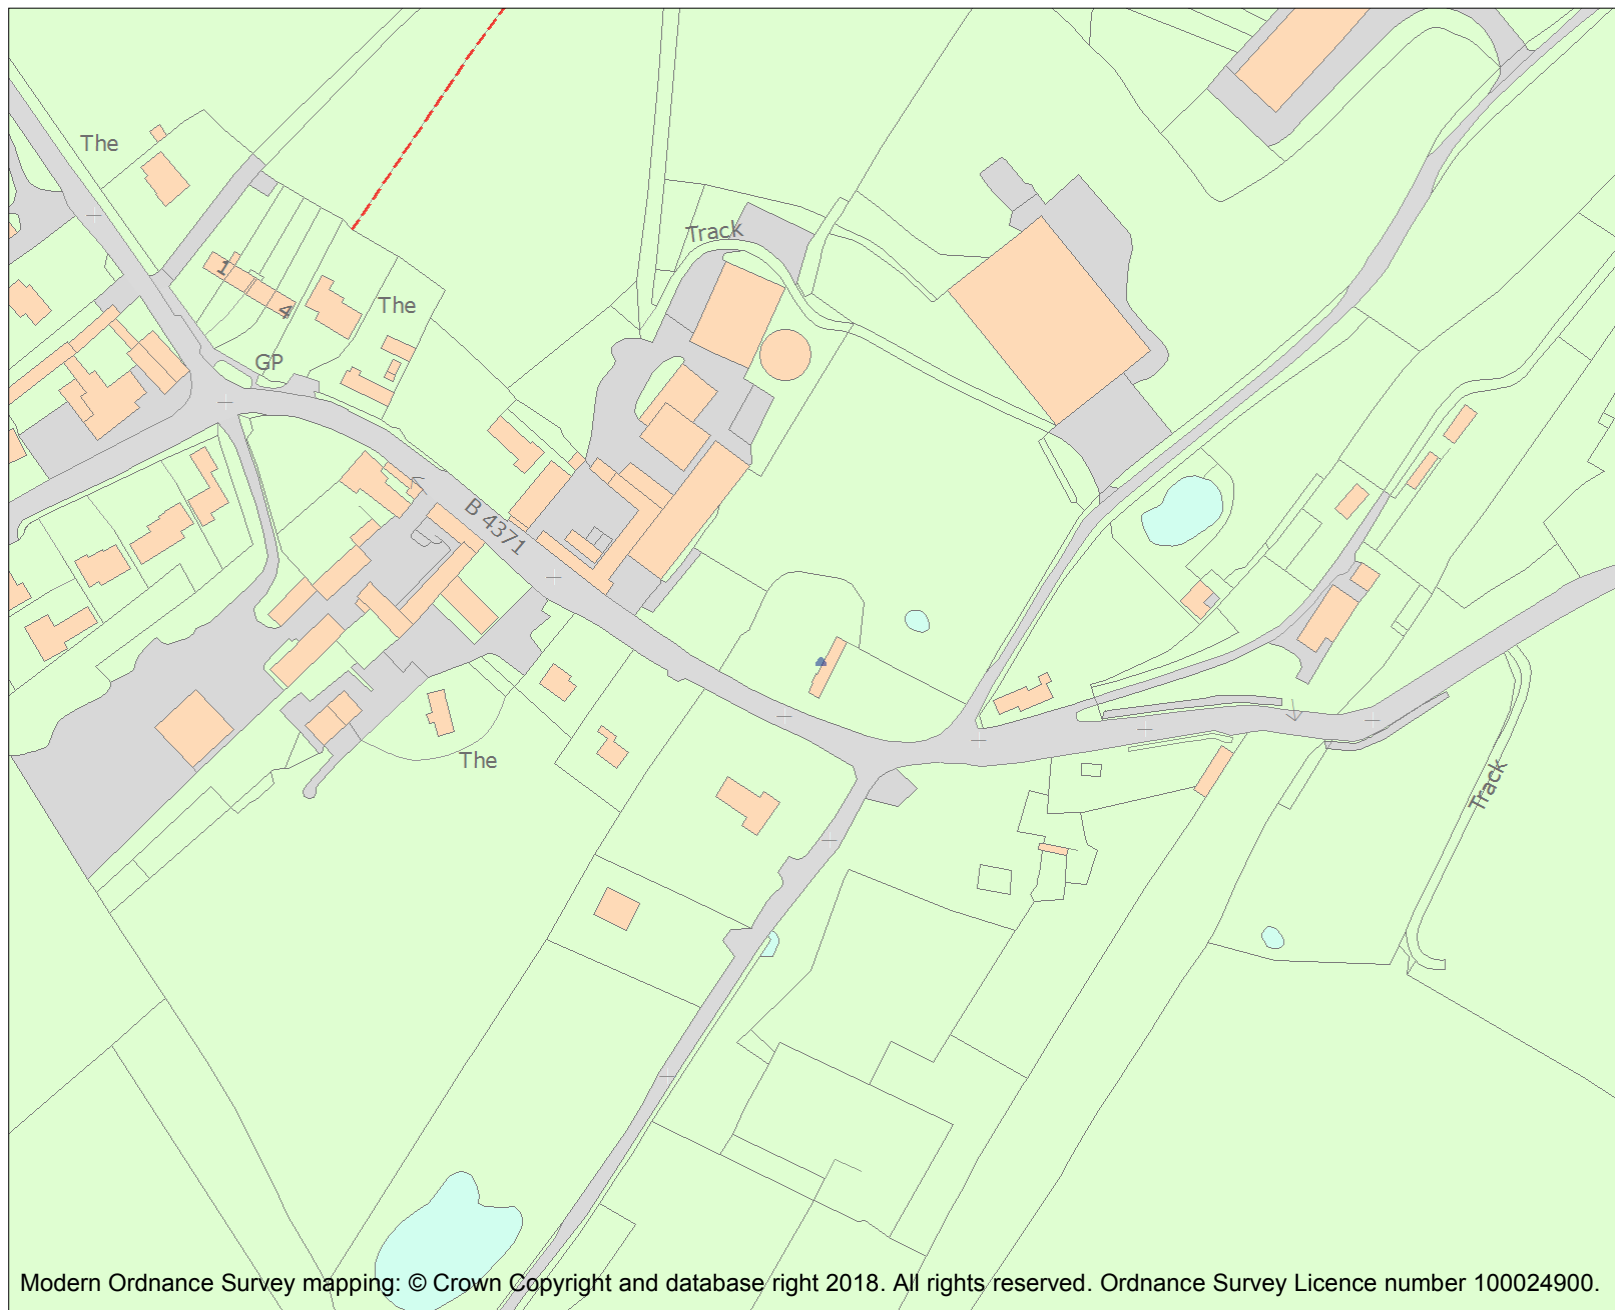 The
Track
1
The
4
GP
B 4371
The
Track
Modern Ordnance Survey mapping: © Crown Copyright and database right 2018. All rights reserved. Ordnance Survey Licence number 100024900.